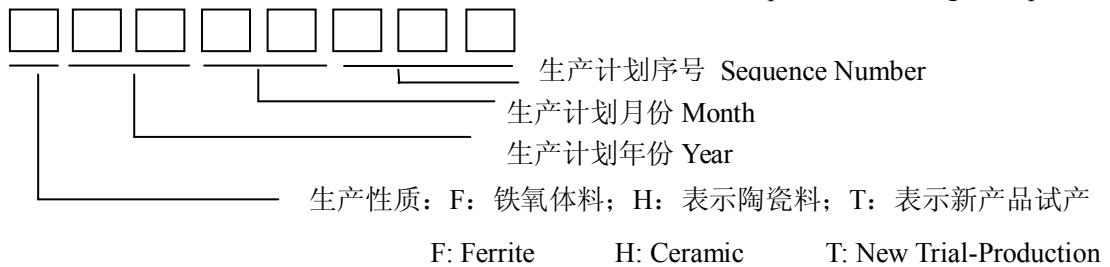 生产计划序号 Sequence Number
生产计划月份 Month
生产计划年份 Year
生产性质：F：铁氧体料；H：表示陶瓷料；T：表示新产品试产
F: Ferrite H: Ceramic T: New Trial-Production